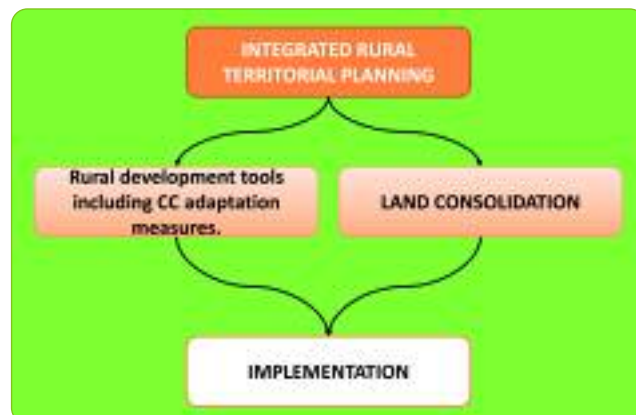 INTEGRATED RURAL
TERRITORIAL PLANNING
Rural development tools
including CC adaptation
measures.
LAND CONSOLIDATION
IMPLEMENTATION